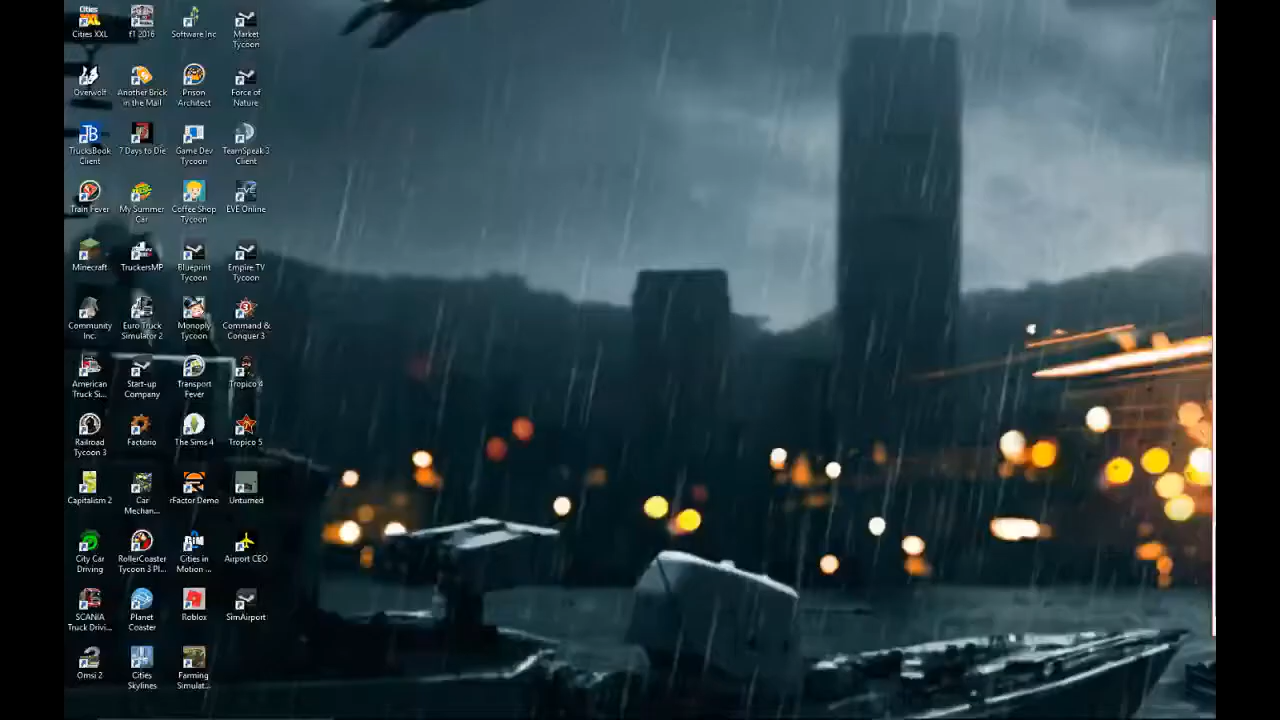 Cities XXL
f1 2016
Software Inc
Market
Tycoon
Overwolf
Another Brick
in the Mall
Prison
Architect
Force of
Nature
TrucksBook
Client
7 Days to Die
Game Dev
Tycoon
TeamSpeak 3
Client
Train Fever
My Summer
Car
Coffee Shop
Tycoon
EVE Online
Minecraft
TruckersMP
Blueprint
Tycoon
Empire TV
Tycoon
Community
Inc.
Euro Truck
Simulator 2
Monoply
Tycoon
Command &
Conquer 3
American
Truck Si...
Start-up
Company
Transport
Fever
Tropico 4
Railroad
Tycoon 3
Factorio
The Sims 4
Tropico 5
Capitalism 2
Car
Mechan...
rFactor Demo
Unturned
City Car
Driving
RollerCoaster
Tycoon 3 Pl...
Cities in
Motion ...
Airport CEO
SCANIA
Truck Drivi...
Planet
Coaster
Roblox
SimAirport
Omsi 2
Cities
Skylines
Farming
Simulat...